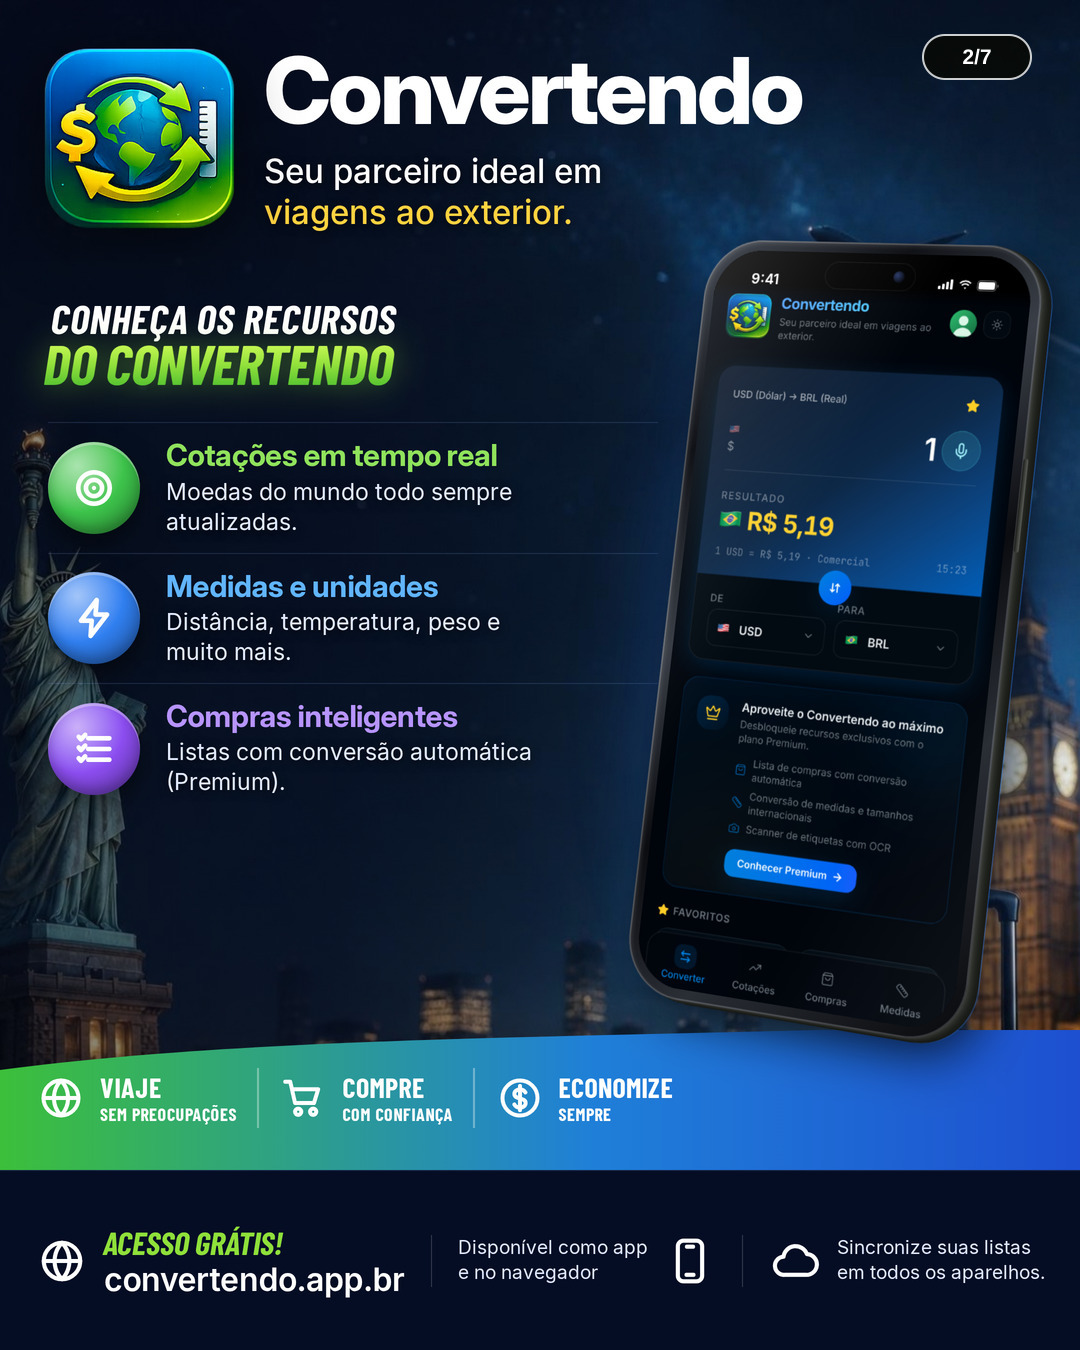 Convertendo
2/7
Seu parceiro ideal em
viagens ao exterior.
CONHEÇA OS RECURSOS
DO CONVERTENDO
Cotações em tempo real
Moedas do mundo todo sempre
atualizadas.
Medidas e unidades
Distância, temperatura, peso e
muito mais.
Compras inteligentes
Listas com conversão automática
(Premium).
9:41
Convertendo
Seu parceiro ideal em viagens ao
exterior.
USD (Dólar) → BRL (Real)
$
1
RESULTADO
R$ 5,19
1 USD = R$ 5,19 · Comercial
15:23
DE
PARA
USD
BRL
Aproveite o Convertendo ao máximo
Desbloqueie recursos exclusivos com o
plano Premium.
Lista de compras com conversão
automática
Conversão de medidas e tamanhos
internacionais
Scanner de etiquetas com OCR
Conhecer Premium →
FAVORITOS
Converter
Cotações
Compras
Medidas
VIAJE
SEM PREOCUPAÇÕES
COMPRE
COM CONFIANÇA
ECONOMIZE
SEMPRE
ACESSO GRÁTIS!
convertendo.app.br
Disponível como app
e no navegador
Sincronize suas listas
em todos os aparelhos.